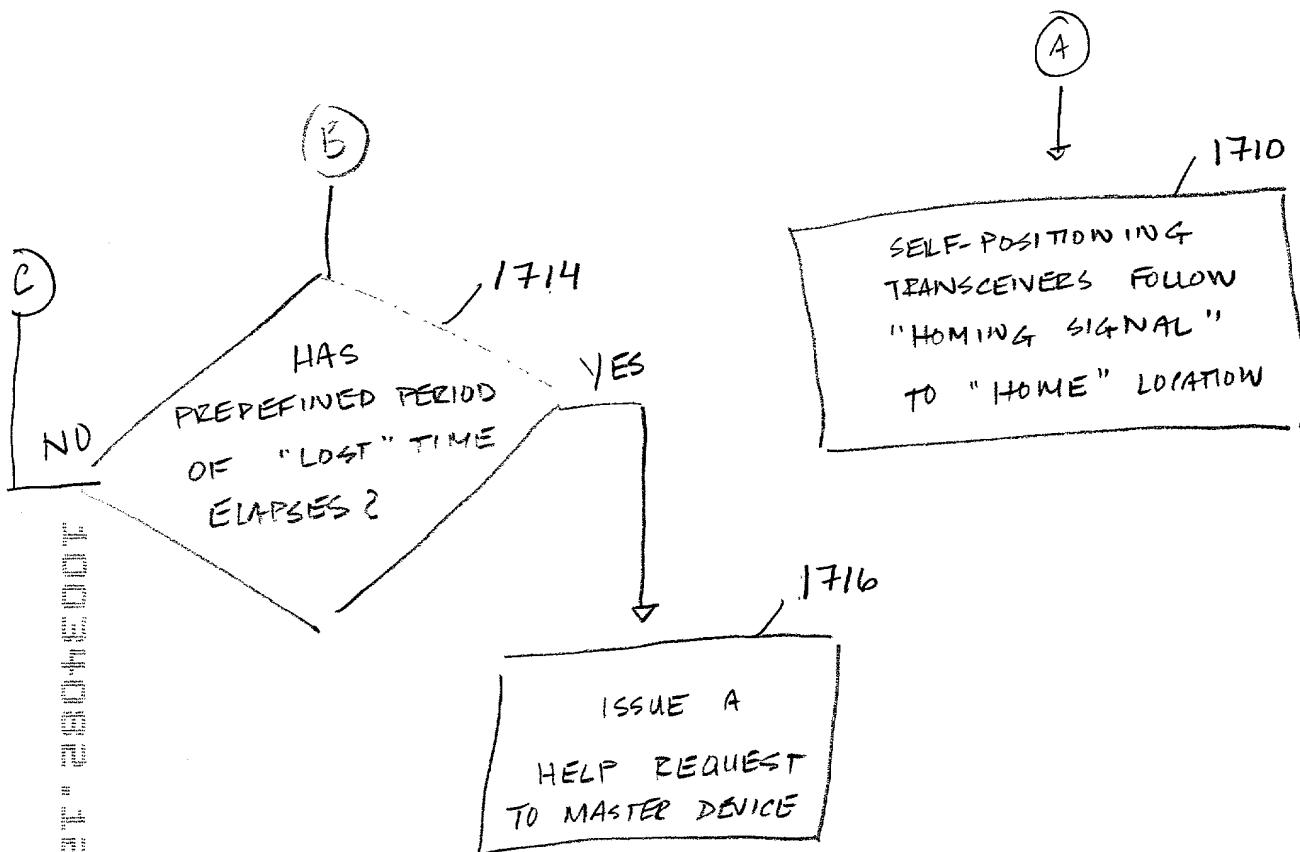 A
1710
SELF-POSITIONING
TRANSCEIVERS FOLLOW
"HOMING SIGNAL"
TO "HOME" LOCATION
B
C
1714
HAS
PREDEFINED PERIOD
OF "LOST" TIME
ELAPSES?
NO
YES
1716
ISSUE A
HELP REQUEST
TO MASTER DEVICE